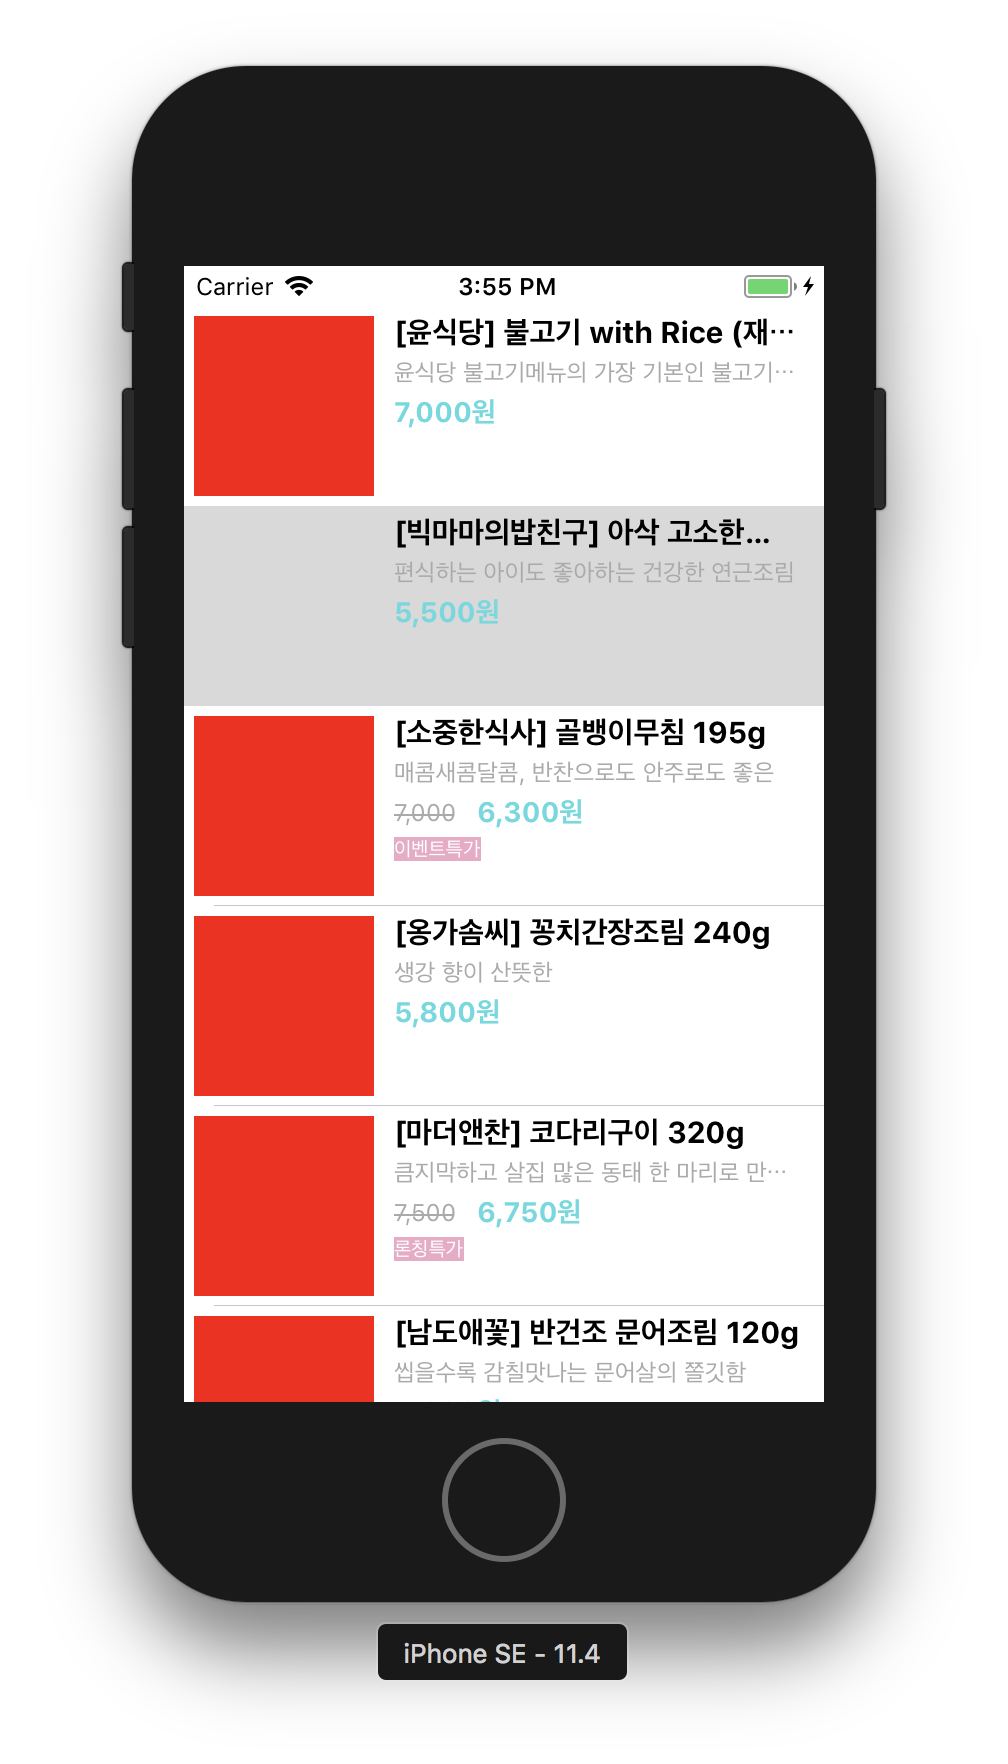 Carrier 3:55 PM
[윤식당] 불고기 with Rice (재…
윤식당 불고기메뉴의 가장 기본인 불고기…
7,000원
[빅마마의밥친구] 아삭 고소한...
편식하는 아이도 좋아하는 건강한 연근조림
5,500원
[소중한식사] 골뱅이무침 195g
매콤새콤달콤, 반찬으로도 안주로도 좋은
7,000 6,300원
이벤트특가
[옹가솜씨] 꽁치간장조림 240g
생강 향이 산뜻한
5,800원
[마더앤찬] 코다리구이 320g
큼지막하고 살집 많은 동태 한 마리로 만…
7,500 6,750원
론칭특가
[남도애꽃] 반건조 문어조림 120g
씹을수록 감칠맛나는 문어살의 쫄깃함
iPhone SE - 11.4